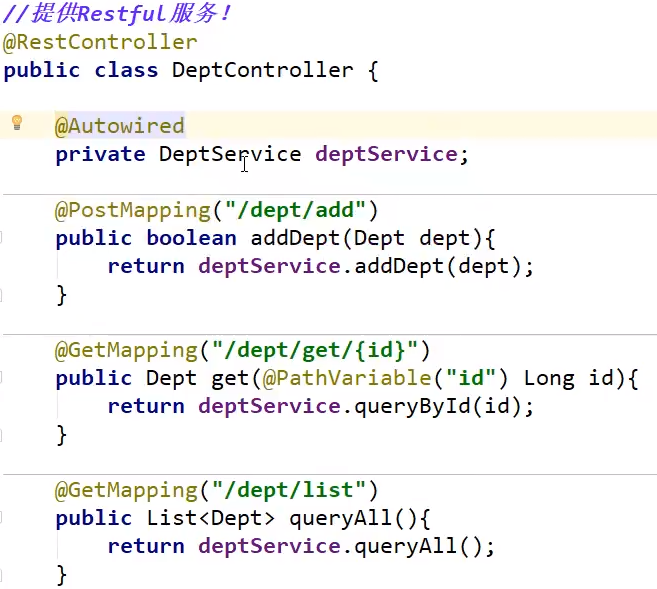 //提供Restful服务!
@RestController
public class DeptController {
@Autowired
private DeptService deptService;
@PostMapping("/dept/add")
public boolean addDept(Dept dept){
return deptService.addDept(dept);
}
@GetMapping("/dept/get/{id}")
public Dept get(@PathVariable("id") Long id){
return deptService.queryById(id);
}
@GetMapping("/dept/list")
public List<Dept> queryAll(){
return deptService.queryAll();
}